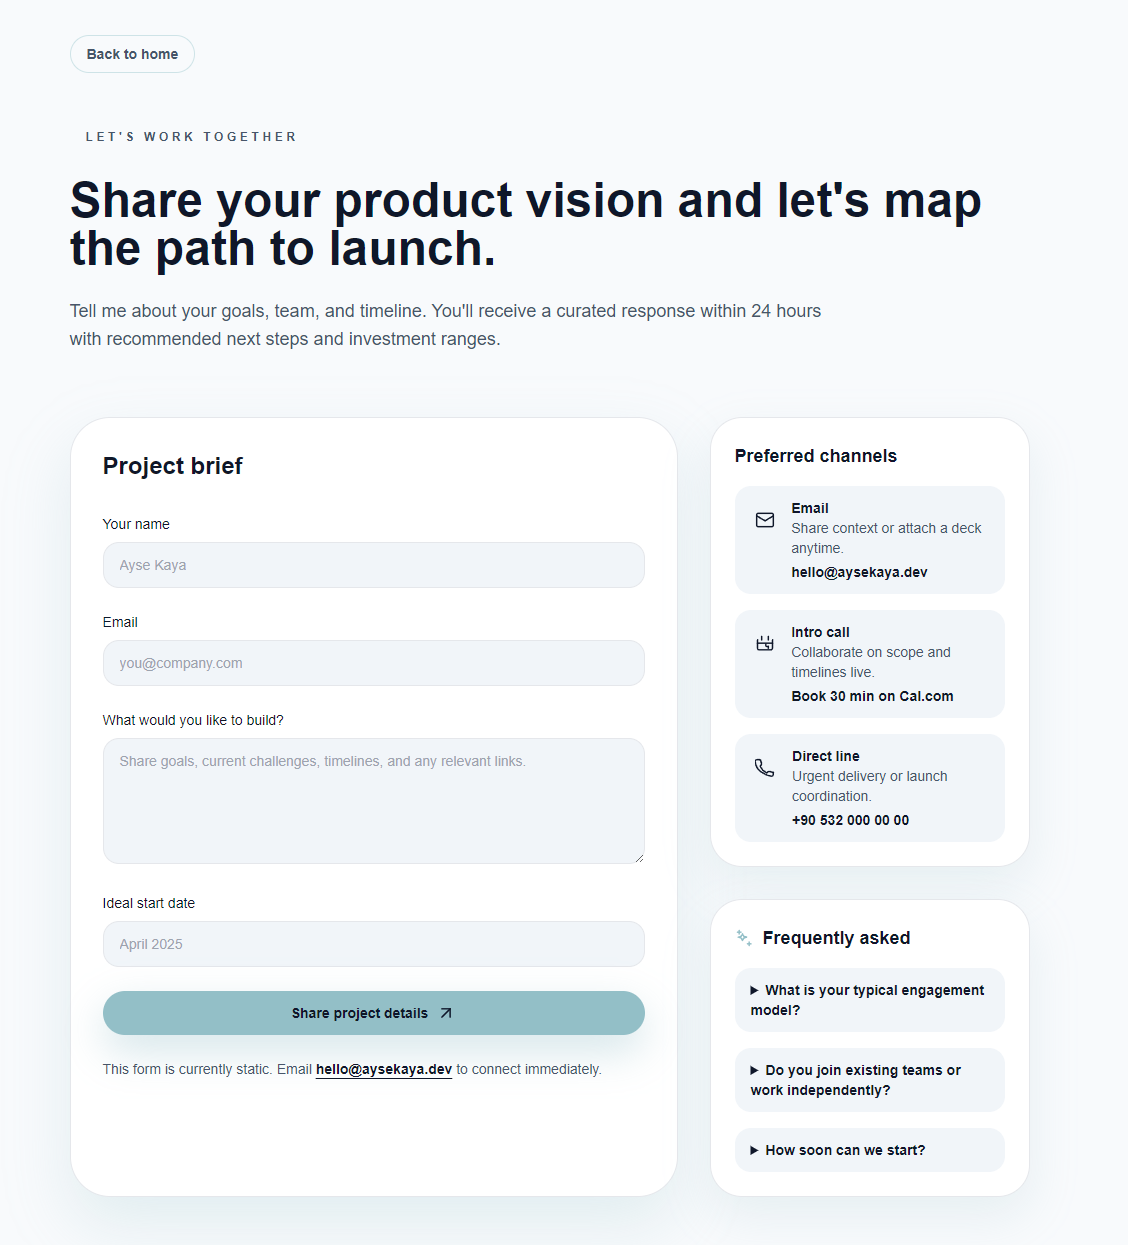 Back to home
LET'S WORK TOGETHER
Share your product vision and let's map
the path to launch.
Tell me about your goals, team, and timeline. You'll receive a curated response within 24 hours
with recommended next steps and investment ranges.
Project brief
Your name
Ayse Kaya
Email
you@company.com
What would you like to build?
Share goals, current challenges, timelines, and any relevant links.
Ideal start date
April 2025
Share project details
This form is currently static. Email hello@aysekaya.dev to connect immediately.
Preferred channels
Email
Share context or attach a deck
anytime.
hello@aysekaya.dev
Intro call
Collaborate on scope and
timelines live.
Book 30 min on Cal.com
Direct line
Urgent delivery or launch
coordination.
+90 532 000 00 00
Frequently asked
What is your typical engagement
model?
Do you join existing teams or
work independently?
How soon can we start?